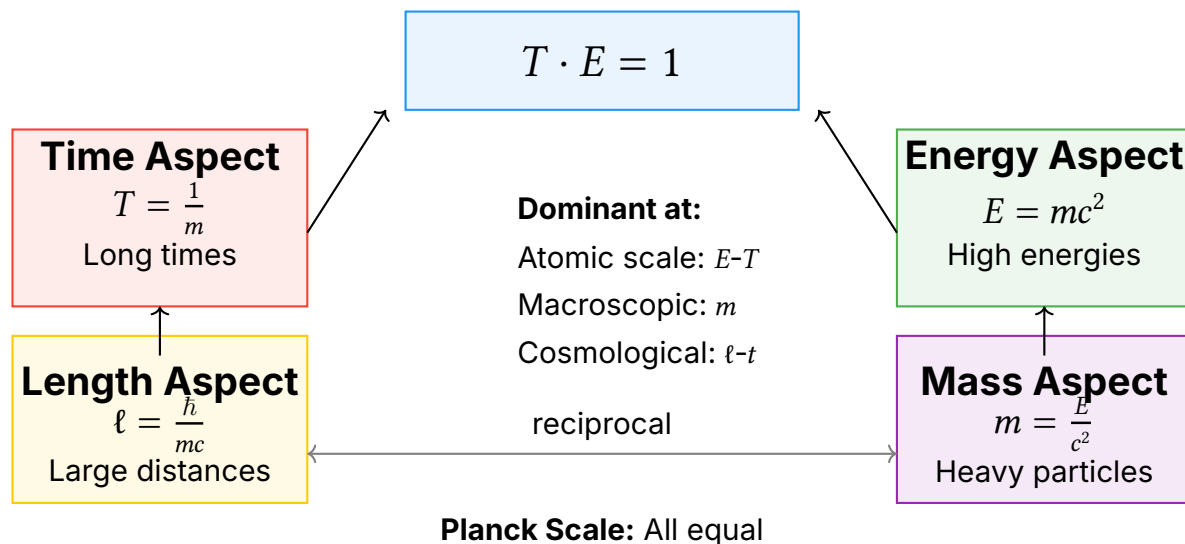 T · E = 1
Time Aspect
T = 1/m
Long times
Energy Aspect
E = mc²
High energies
Dominant at:
Atomic scale: E-T
Macroscopic: m
Cosmological: ℓ-t
Length Aspect
ℓ = ℏ/mc
Large distances
reciprocal
Mass Aspect
m = E/c²
Heavy particles
Planck Scale: All equal